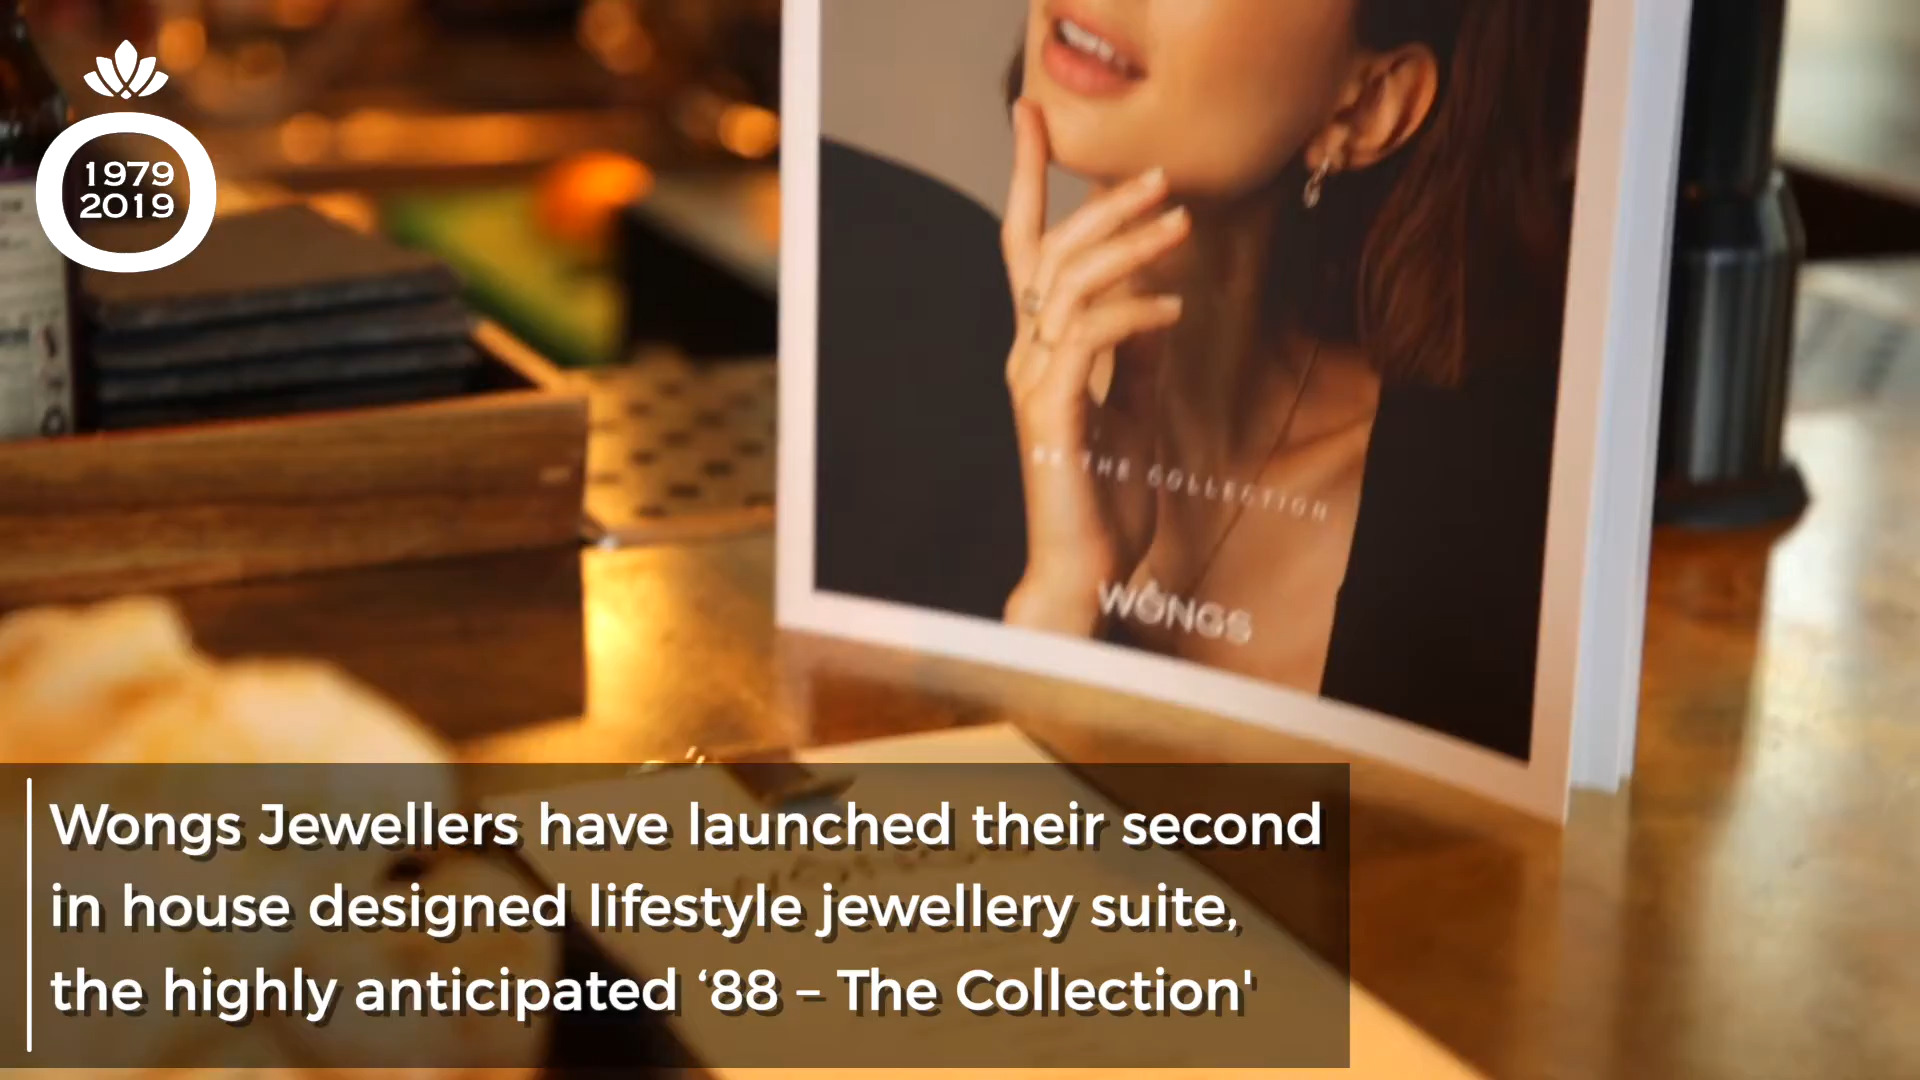 1979
2019
THE COLLECTION
WONGS
Wongs Jewellers have launched their second
in house designed lifestyle jewellery suite,
the highly anticipated ‘88 – The Collection'